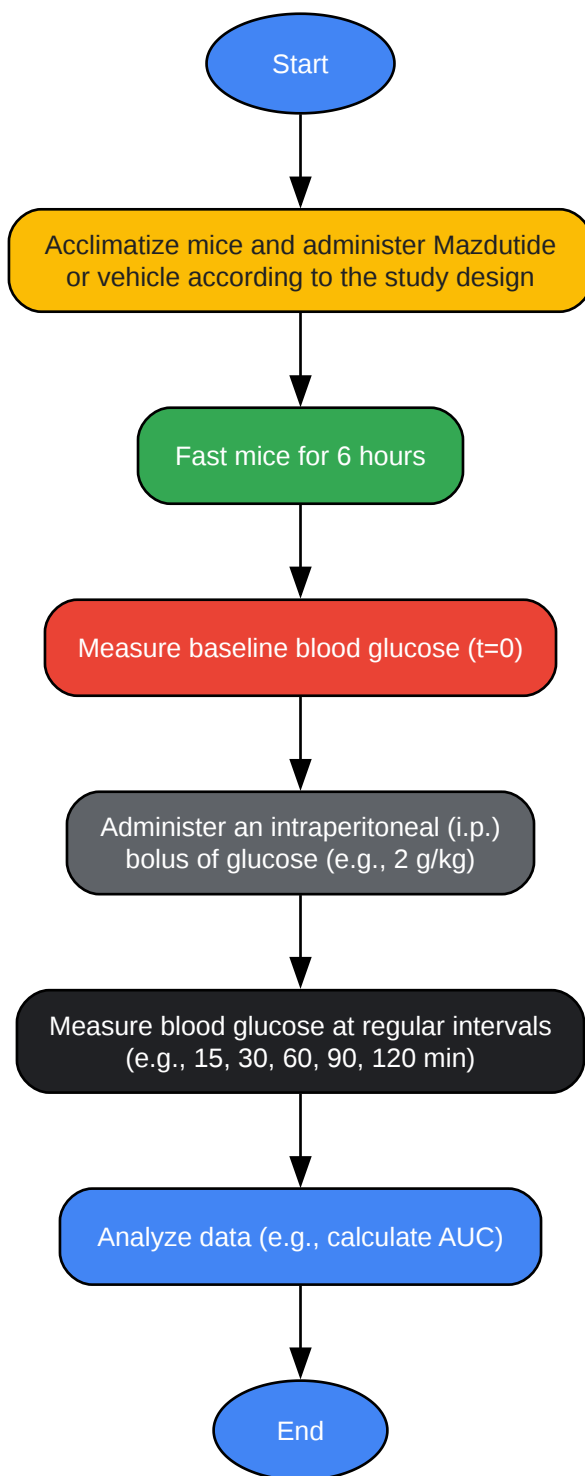 Start
Acclimatize mice and administer Mazdutide
or vehicle according to the study design
Fast mice for 6 hours
Measure baseline blood glucose (t=0)
Administer an intraperitoneal (i.p.)
bolus of glucose (e.g., 2 g/kg)
Measure blood glucose at regular intervals
(e.g., 15, 30, 60, 90, 120 min)
Analyze data (e.g., calculate AUC)
End